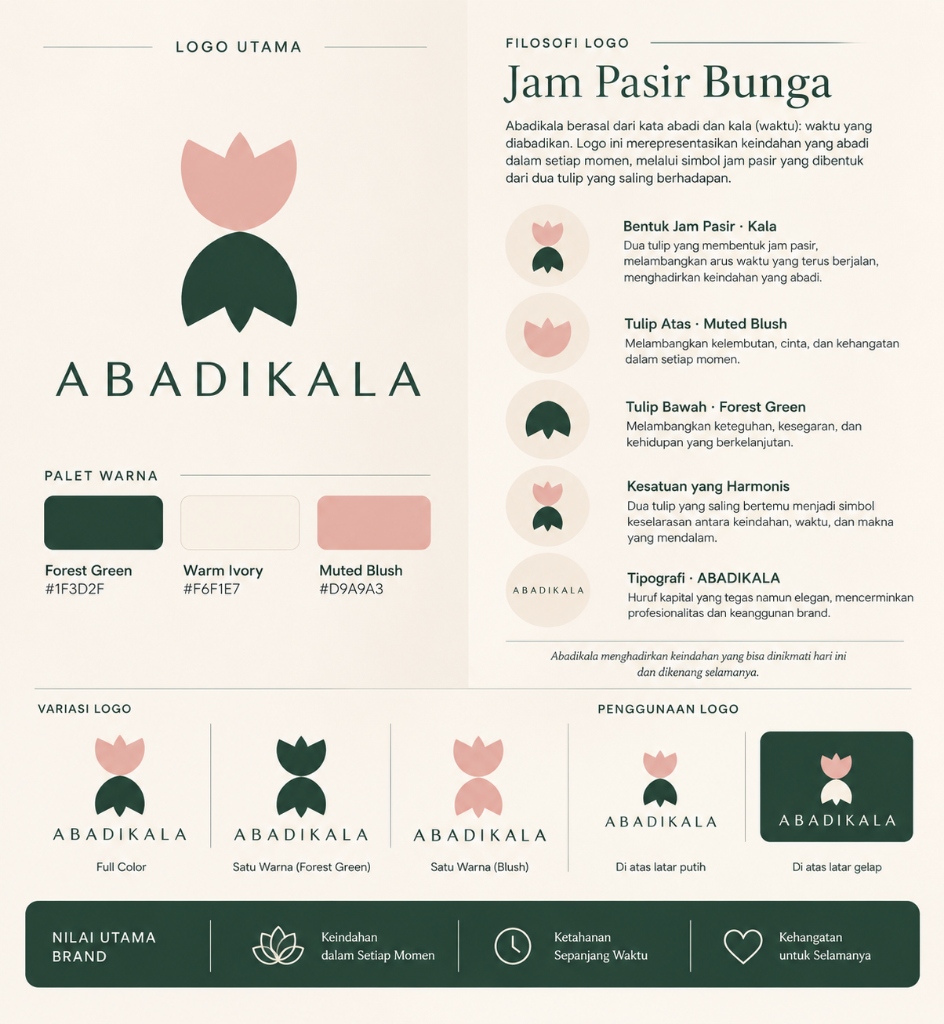 LOGO UTAMA
ABADIKALA
PALET WARNA
Forest Green
#1F3D2F
Warm Ivory
#F6F1E7
Muted Blush
#D9A9A3
FILOSOFI LOGO
Jam Pasir Bunga
Abadikala berasal dari kata abadi dan kala (waktu): waktu yang
diabadikan. Logo ini merepresentasikan keindahan yang abadi
dalam setiap momen, melalui simbol jam pasir yang dibentuk
dari dua tulip yang saling berhadapan.
Bentuk Jam Pasir · Kala
Dua tulip yang membentuk jam pasir,
melambangkan arus waktu yang terus berjalan,
menghadirkan keindahan yang abadi.
Tulip Atas · Muted Blush
Melambangkan kelembutan, cinta, dan kehangatan
dalam setiap momen.
Tulip Bawah · Forest Green
Melambangkan keteguhan, kesegaran, dan
kehidupan yang berkelanjutan.
Kesatuan yang Harmonis
Dua tulip yang saling bertemu menjadi simbol
keselarasan antara keindahan, waktu, dan makna
yang mendalam.
ABADIKALA
Tipografi · ABADIKALA
Huruf kapital yang tegas namun elegan, mencerminkan
profesionalitas dan keanggunan brand.
Abadikala menghadirkan keindahan yang bisa dinikmati hari ini
dan dikenang selamanya.
VARIASI LOGO
ABADIKALA
Full Color
ABADIKALA
Satu Warna (Forest Green)
ABADIKALA
Satu Warna (Blush)
PENGGUNAAN LOGO
ABADIKALA
Di atas latar putih
ABADIKALA
Di atas latar gelap
NILAI UTAMA
BRAND
Keindahan
dalam Setiap Momen
Ketahanan
Sepanjang Waktu
Kehangatan
untuk Selamanya